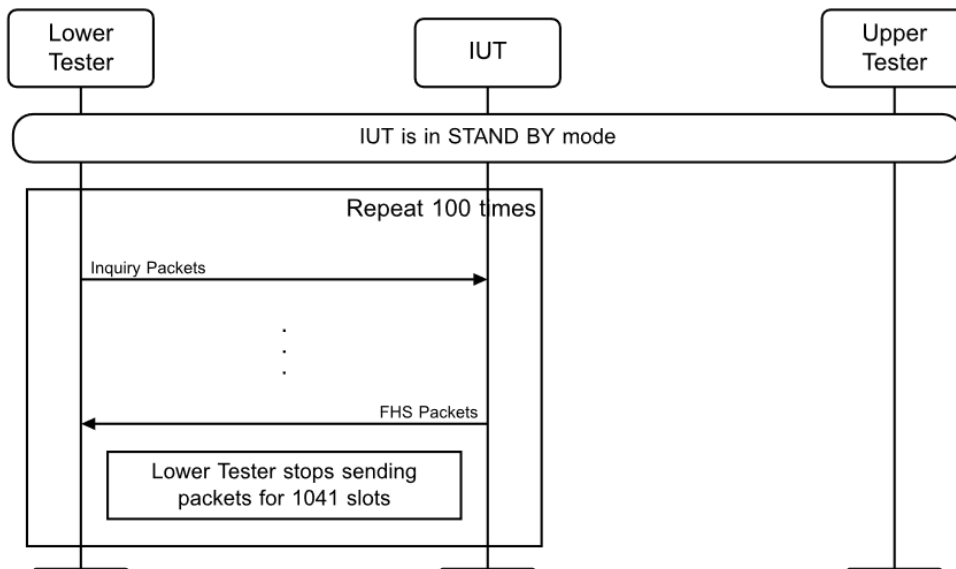 Lower
Tester
IUT
Upper
Tester
IUT is in STAND BY mode
Repeat 100 times
Inquiry Packets
.
.
.
FHS Packets
Lower Tester stops sending
packets for 1041 slots